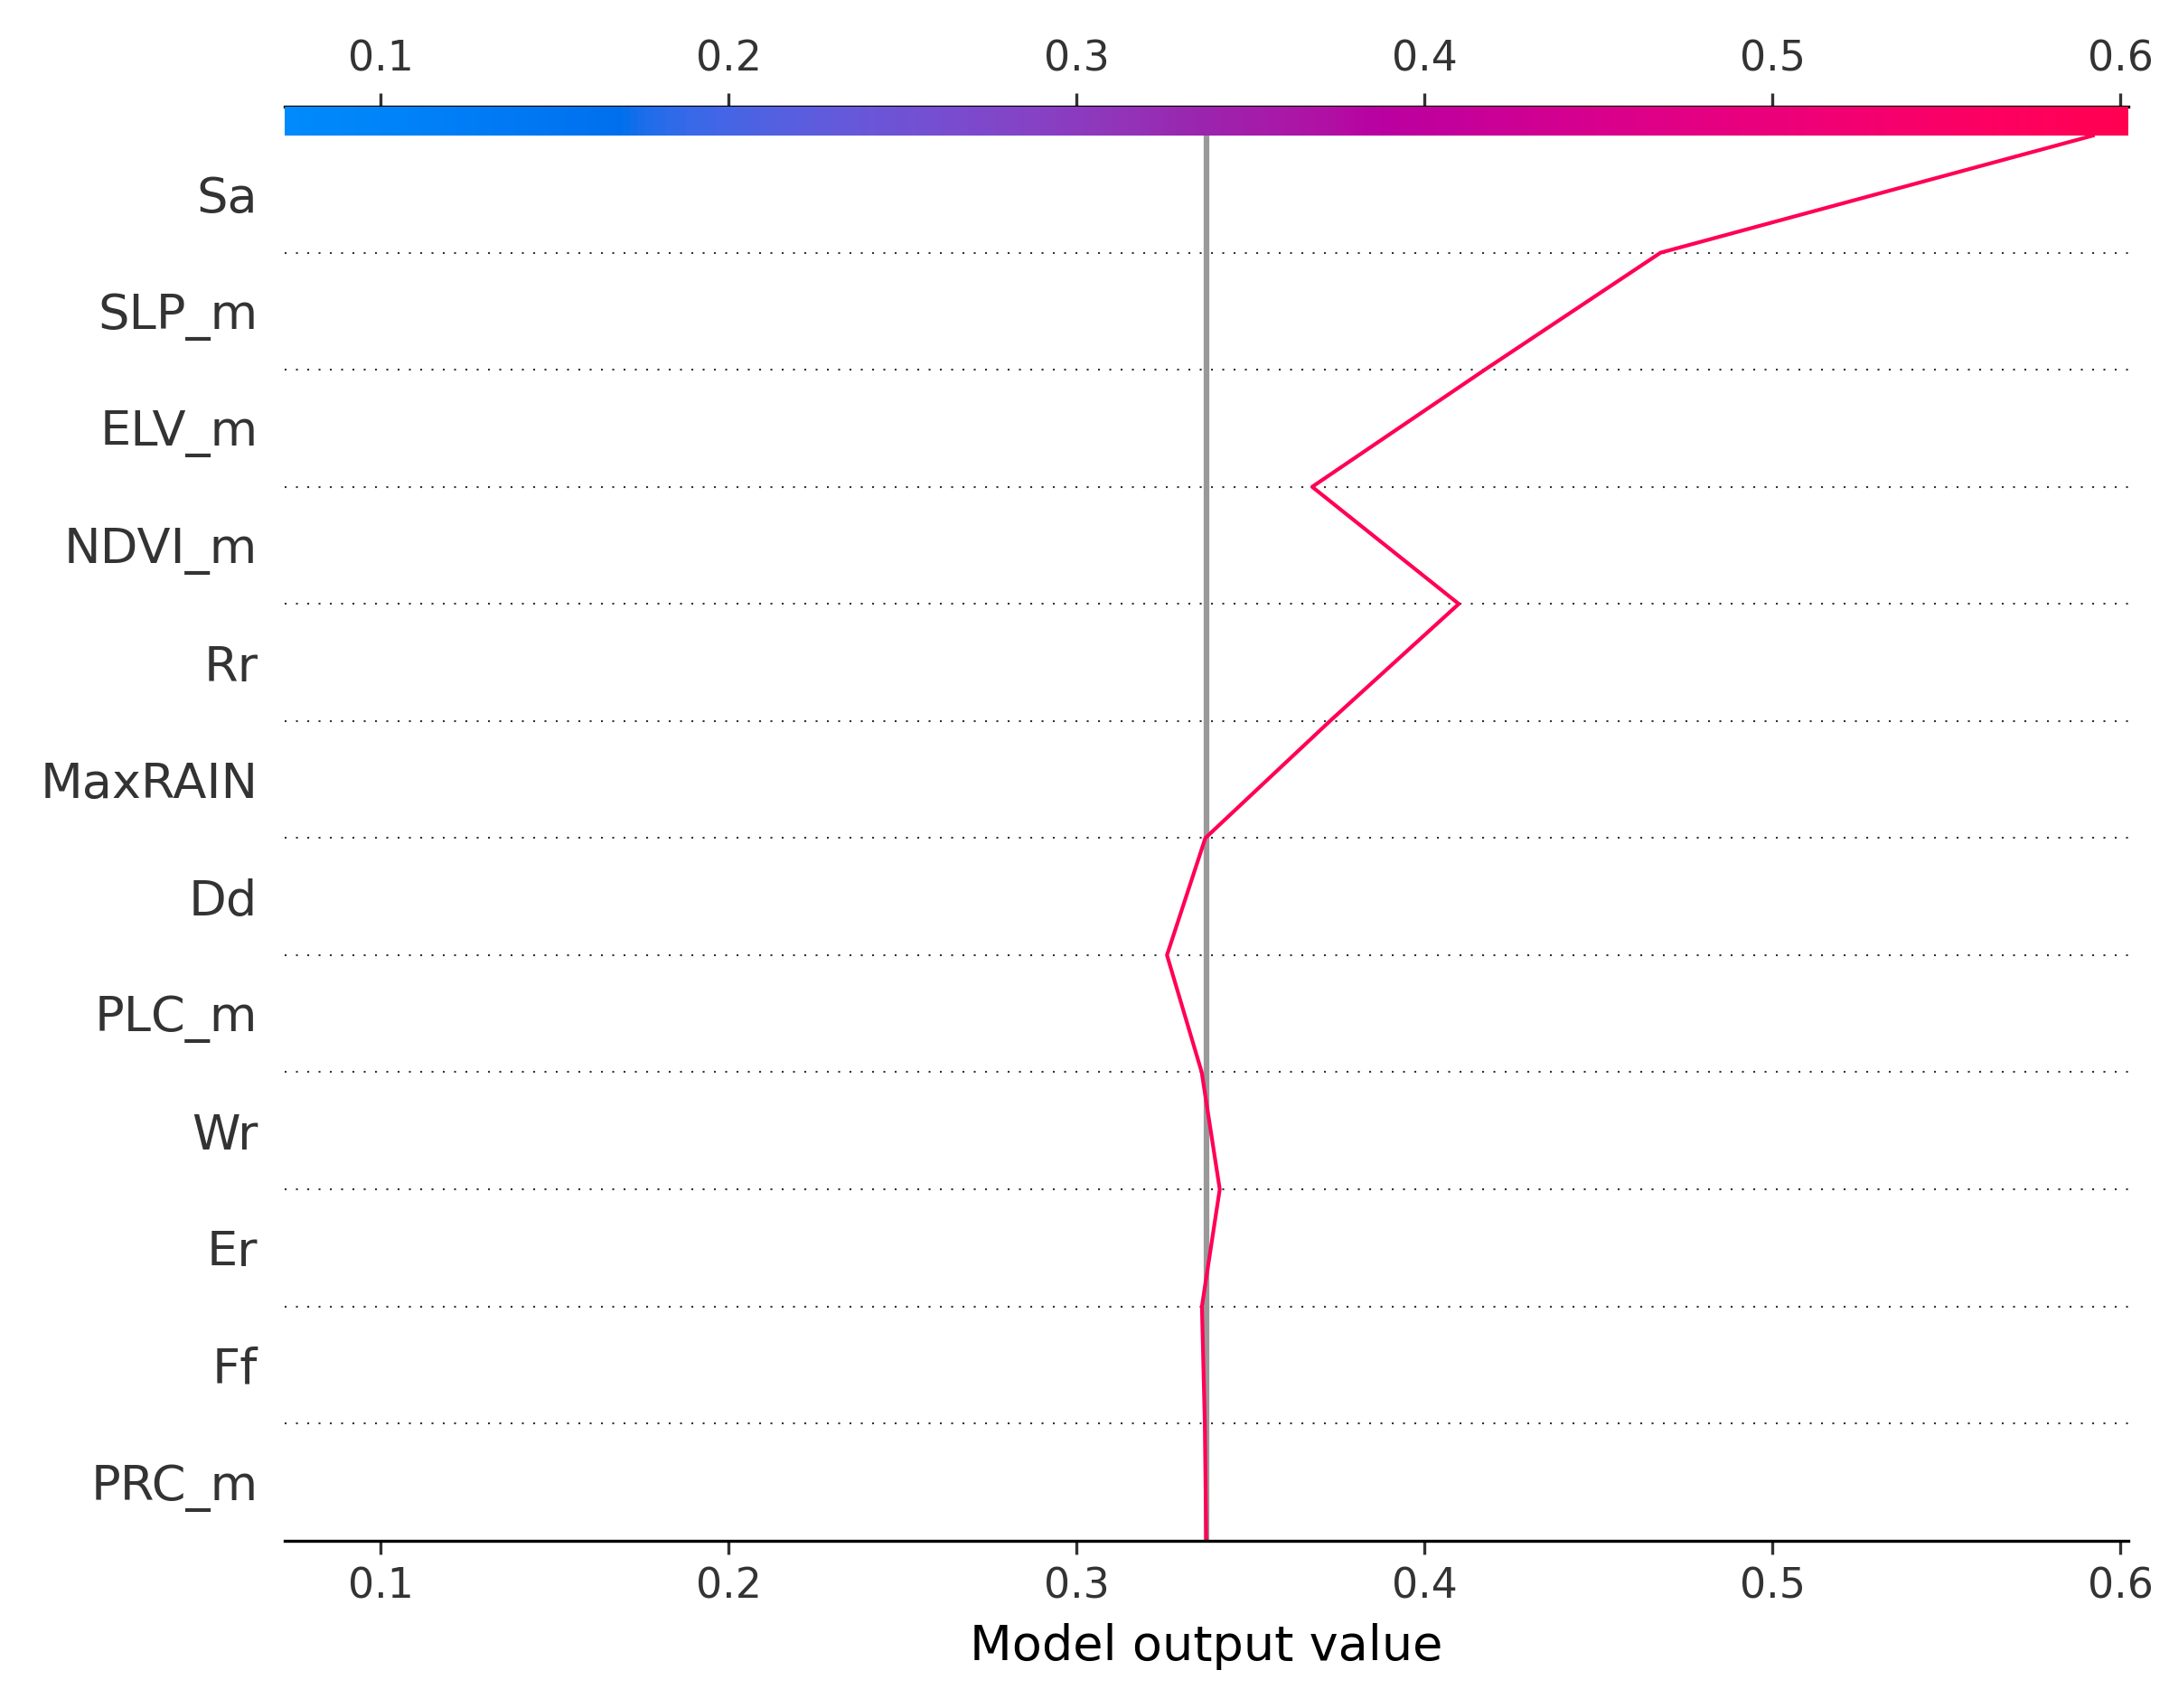 0.1 0.2 0.3 0.4 0.5 0.6
Sa
SLP_m
ELV_m
NDVI_m
Rr
MaxRAIN
Dd
PLC_m
Wr
Er
Ff
PRC_m
0.1 0.2 0.3 0.4 0.5 0.6
Model output value